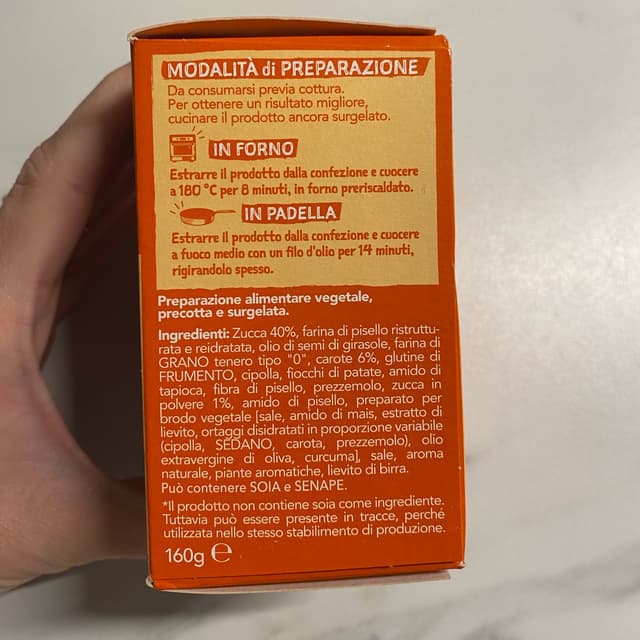 MODALITÀ di PREPARAZIONE
Da consumarsi previa cottura.
Per ottenere un risultato migliore,
cucinare il prodotto ancora surgelato.
IN FORNO
Estrarre il prodotto dalla confezione e cuocere
a 180 °C per 8 minuti, in forno preriscaldato.
IN PADELLA
Estrarre il prodotto dalla confezione e cuocere
a fuoco medio con un filo d'olio per 14 minuti,
rigirandolo spesso.
Preparazione alimentare vegetale,
precotta e surgelata.
Ingredienti: Zucca 40%, farina di pisello ristruttu-
rata e reidratata, olio di semi di girasole, farina di
GRANO tenero tipo "0", carote 6%, glutine di
FRUMENTO, cipolla, fiocchi di patate, amido di
tapioca, fibra di pisello, prezzemolo, zucca in
polvere 1%, amido di pisello, preparato per
brodo vegetale [sale, amido di mais, estratto di
lievito, ortaggi disidratati in proporzione variabile
(cipolla, SEDANO, carota, prezzemolo), olio
extravergine di oliva, curcuma], sale, aroma
naturale, piante aromatiche, lievito di birra.
Può contenere SOIA e SENAPE.
*Il prodotto non contiene soia come ingrediente.
Tuttavia può essere presente in tracce, perché
utilizzata nello stesso stabilimento di produzione.
160g ℮